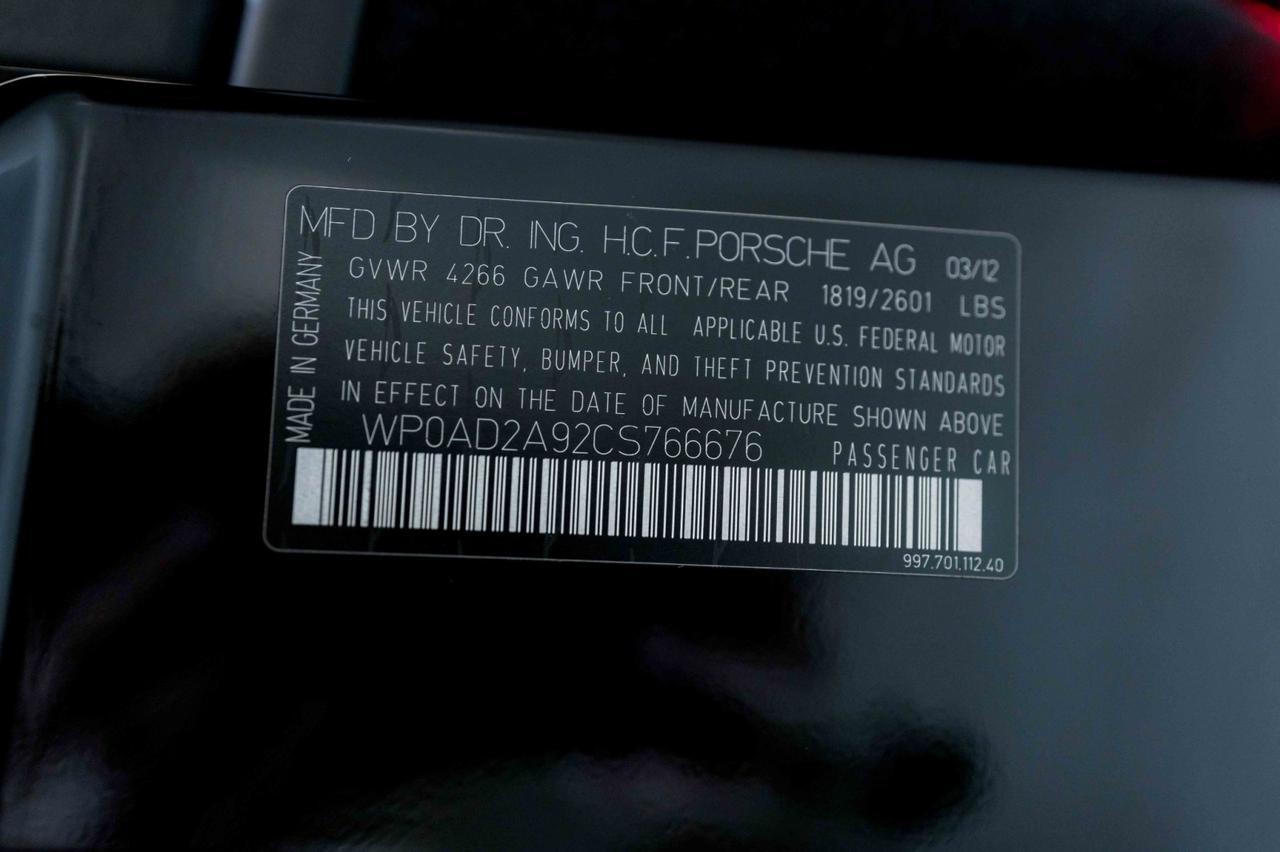 MFD BY DR. ING. H.C.F.PORSCHE AG 03/12
GVWR 4266 GAWR FRONT/REAR 1819/2601 LBS
THIS VEHICLE CONFORMS TO ALL APPLICABLE U.S. FEDERAL MOTOR
VEHICLE SAFETY, BUMPER, AND THEFT PREVENTION STANDARDS
IN EFFECT ON THE DATE OF MANUFACTURE SHOWN ABOVE
WP0AD2A92CS766676 PASSENGER CAR
997.701.112.40
MADE IN GERMANY